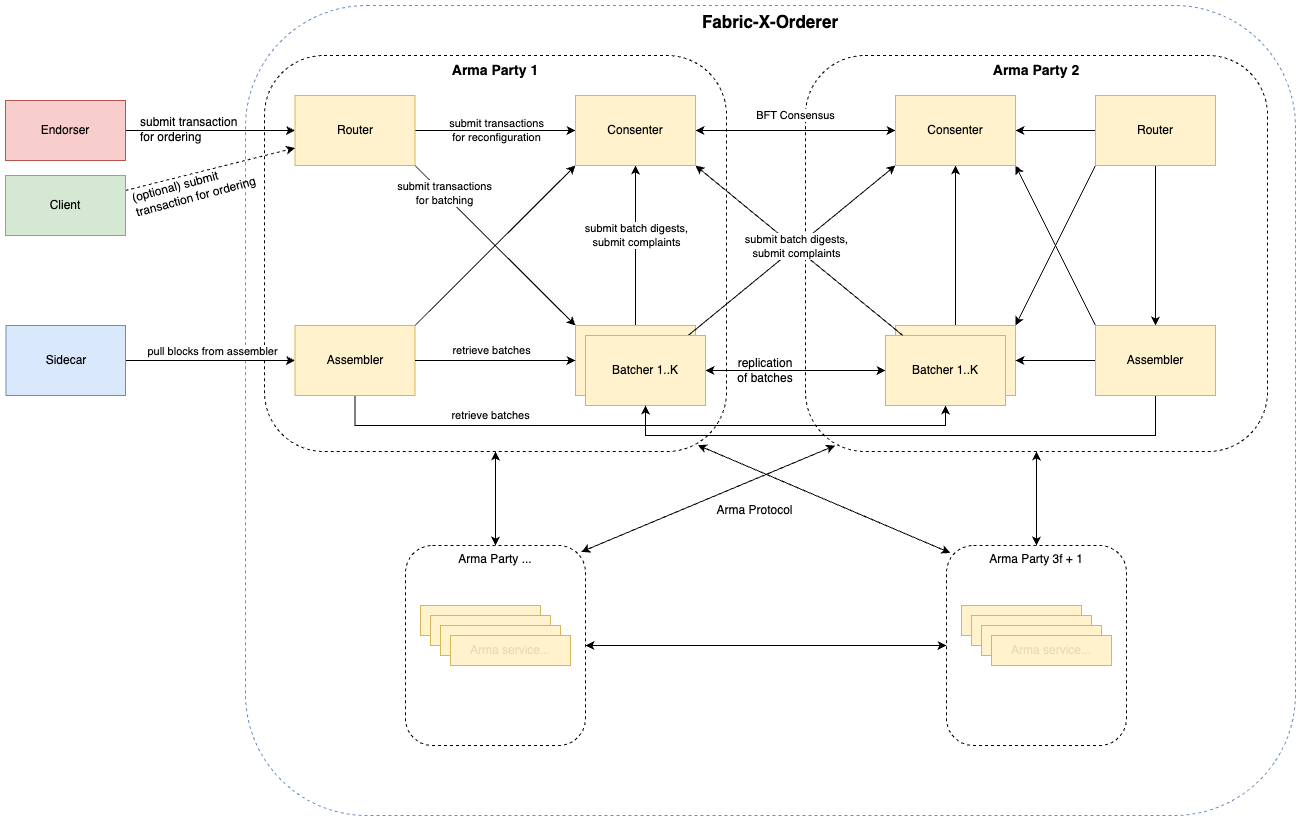 Fabric-X-Orderer
Arma Party 1
Arma Party 2
Endorser
submit transaction
for ordering
Router
submit transactions
for reconfiguration
Consenter
BFT Consensus
Consenter
Router
Client
(optional) submit
transaction for ordering
submit transactions
for batching
submit batch digests,
submit complaints
submit batch digests,
submit complaints
Sidecar
pull blocks from assembler
Assembler
retrieve batches
Batcher 1..K
replication
of batches
Batcher 1..K
Assembler
retrieve batches
Arma Protocol
Arma Party ...
Arma Party 3f + 1
Arma service...
Arma service...